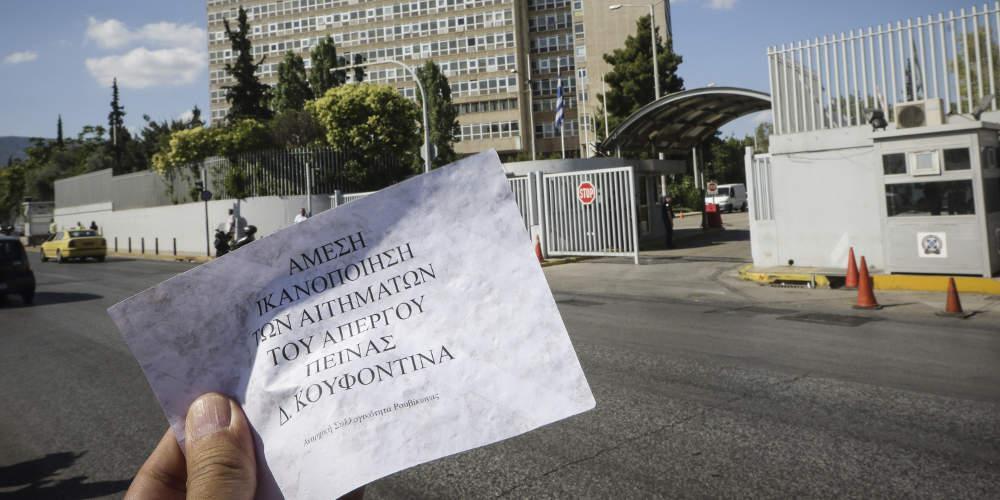 ΑΜΕΣΗ
ΙΚΑΝΟΠΟΙΗΣΗ
ΤΩΝ ΑΙΤΗΜΑΤΩΝ
ΤΟΥ ΑΠΕΡΓΟΥ
ΠΕΙΝΑΣ
Δ. ΚΟΥΦΟΝΤΙΝΑ
Αναρχική Συλλογικότητα Ρουβίκωνας
STOP